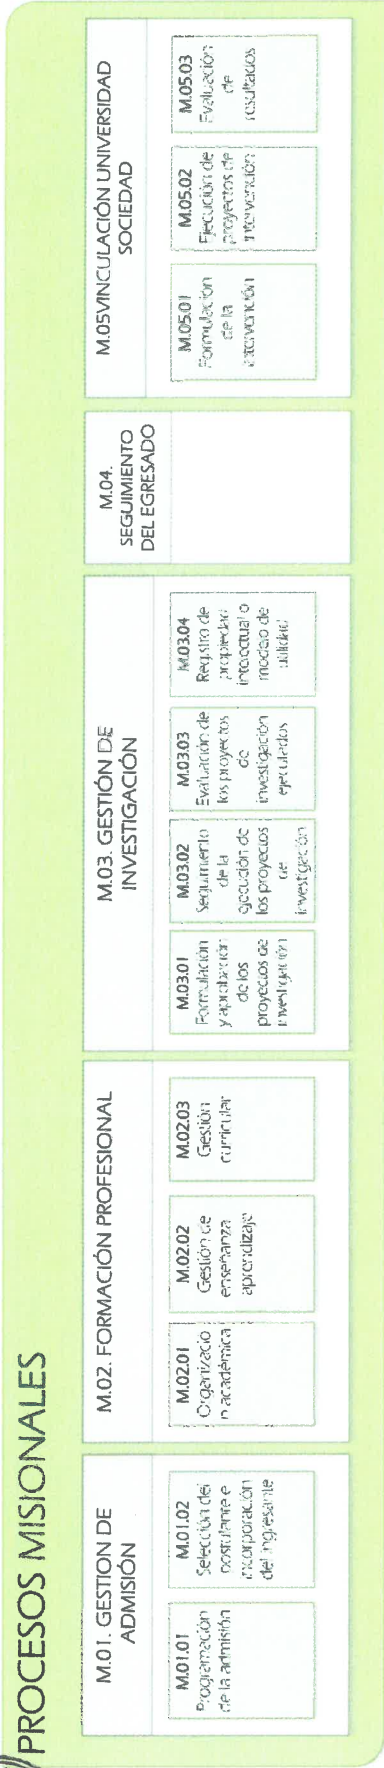 PROCESOS MISIONALES
M.01. GESTION DE
ADMISIÓN
M.01.01
Programación
de la admisión
M.01.02
Selección del
postulante e
incorporación
del ingresante
M.02. FORMACIÓN PROFESIONAL
M.02.01
Organizacio
n académica
M.02.02
Gestión de
enseñanza
aprendizaje
M.02.03
Gestión
curricular
M.03. GESTIÓN DE
INVESTIGACIÓN
M.03.01
Formulación
y aprobación
de los
proyectos de
investigación
M.03.02
Seguimiento
de la
ejecución de
los proyectos
de
investigación
M.03.03
Evaluación de
los proyectos
de
investigación
ejecutados
M.03.04
Registro de
propiedad
intelectual o
modelo de
utilidad
M.04.
SEGUIMIENTO
DEL EGRESADO
M.05VINCULACIÓN UNIVERSIDAD
SOCIEDAD
M.05.01
Formulación
de la
intervención
M.05.02
Ejecución de
proyectos de
intervención
M.05.03
Evaluación
de
resultados